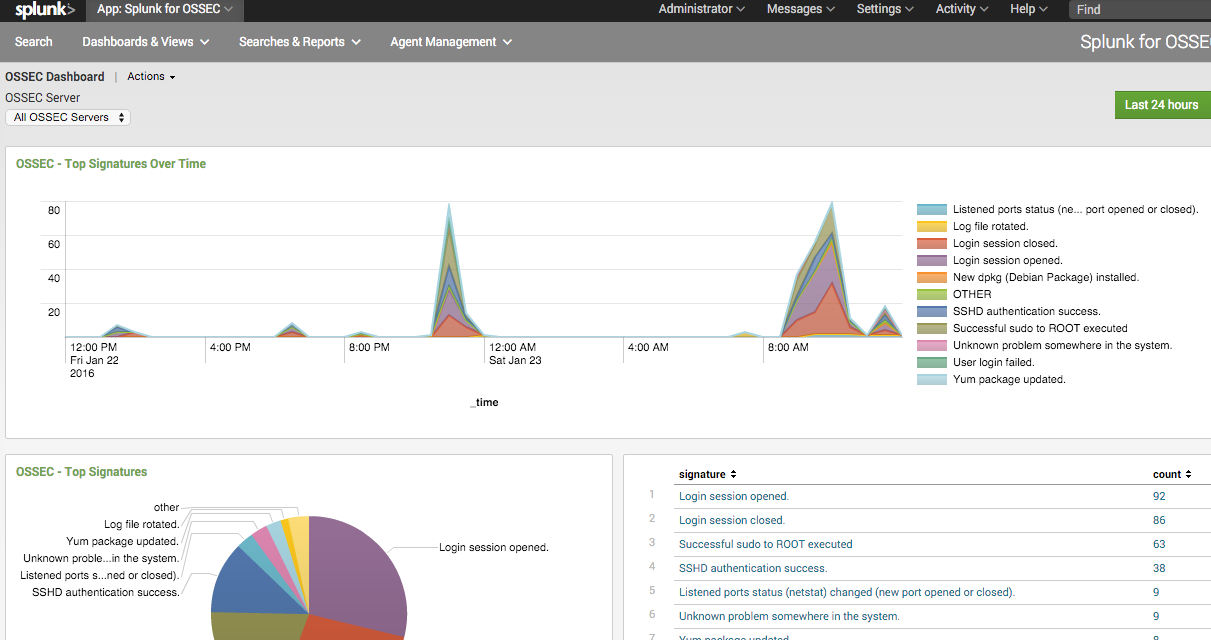 splunk> App: Splunk for OSSEC Administrator Messages Settings Activity Help Find
Search Dashboards & Views Searches & Reports Agent Management Splunk for OSSE
OSSEC Dashboard | Actions
OSSEC Server
All OSSEC Servers
Last 24 hours
OSSEC - Top Signatures Over Time
80
60
40
20
12:00 PM 4:00 PM 8:00 PM 12:00 AM 4:00 AM 8:00 AM
Fri Jan 22 Sat Jan 23
2016
_time
Listened ports status (ne... port opened or closed).
Log file rotated.
Login session closed.
Login session opened.
New dpkg (Debian Package) installed.
OTHER
SSHD authentication success.
Successful sudo to ROOT executed
Unknown problem somewhere in the system.
User login failed.
Yum package updated.
OSSEC - Top Signatures
other
Log file rotated.
Yum package updated.
Unknown proble...in the system.
Listened ports s...ned or closed).
SSHD authentication success.
Login session opened.
signature count
1 Login session opened. 92
2 Login session closed. 86
3 Successful sudo to ROOT executed 63
4 SSHD authentication success. 38
5 Listened ports status (netstat) changed (new port opened or closed). 9
6 Unknown problem somewhere in the system. 9
7 Yum package updated. 8